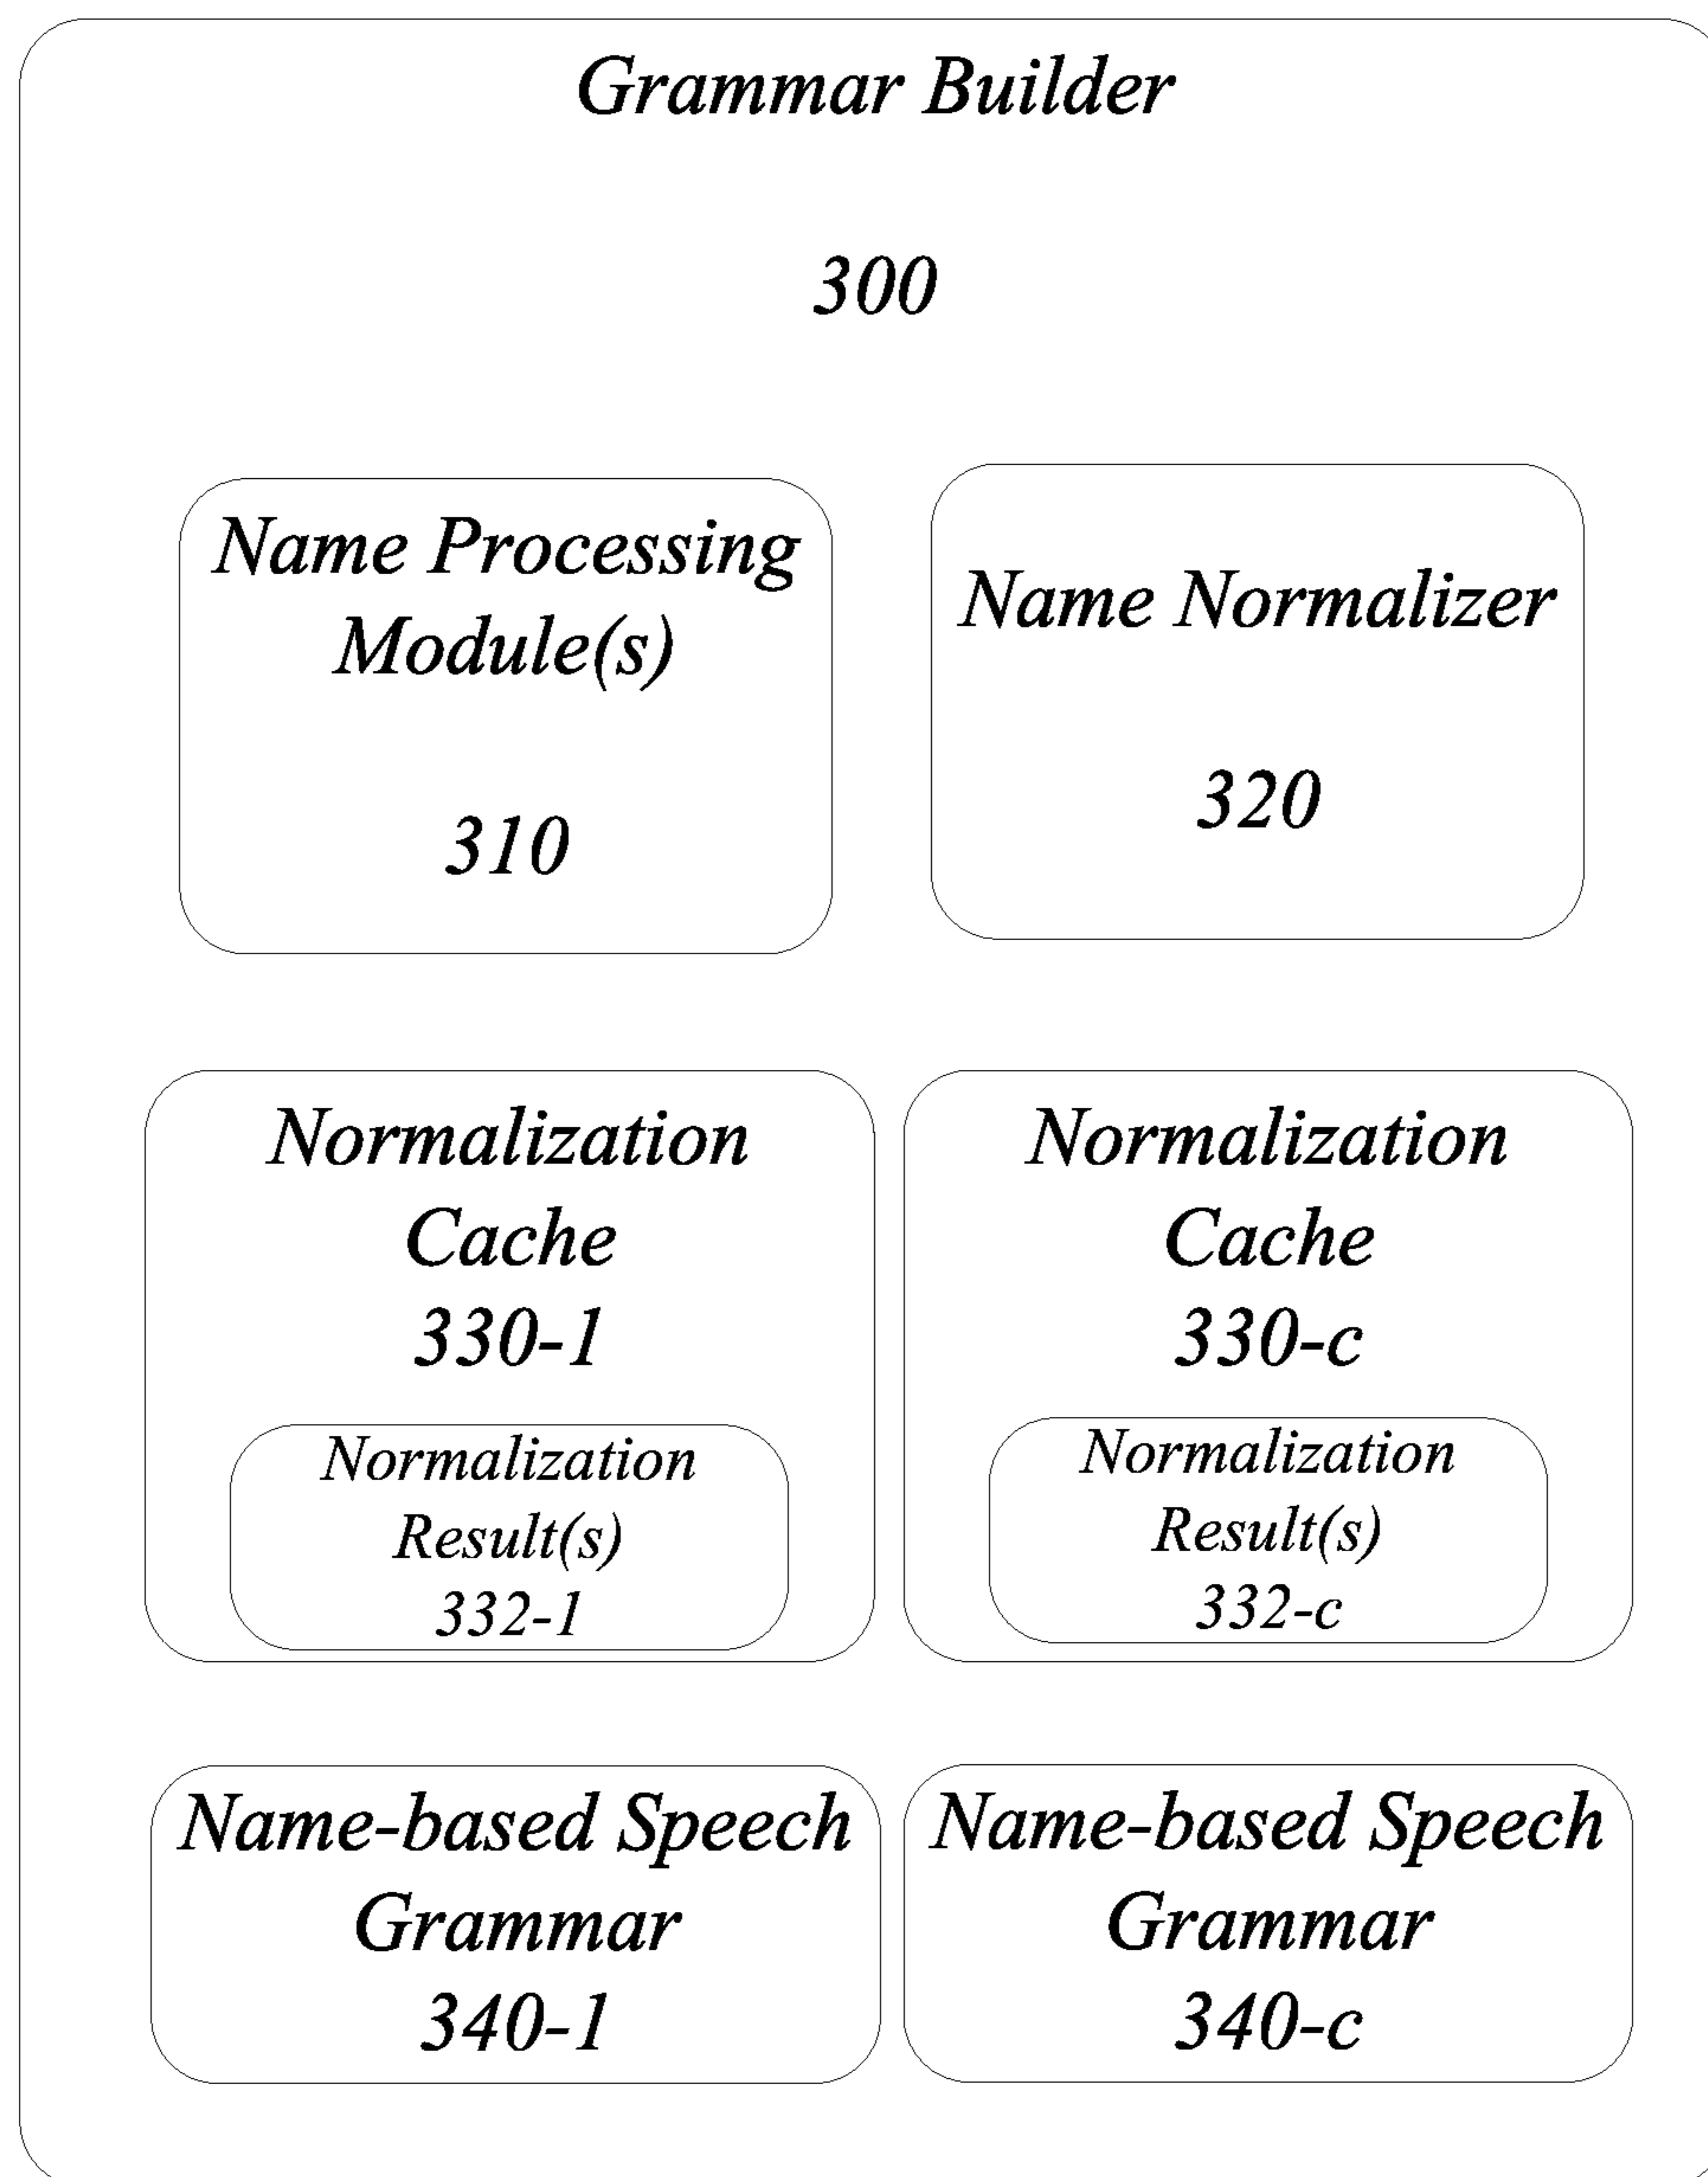 Grammar Builder
300
Name Processing
Module(s)
310
Name Normalizer
320
Normalization
Cache
330-1
Normalization
Result(s)
332-1
Normalization
Cache
330-c
Normalization
Result(s)
332-c
Name-based Speech
Grammar
340-1
Name-based Speech
Grammar
340-c